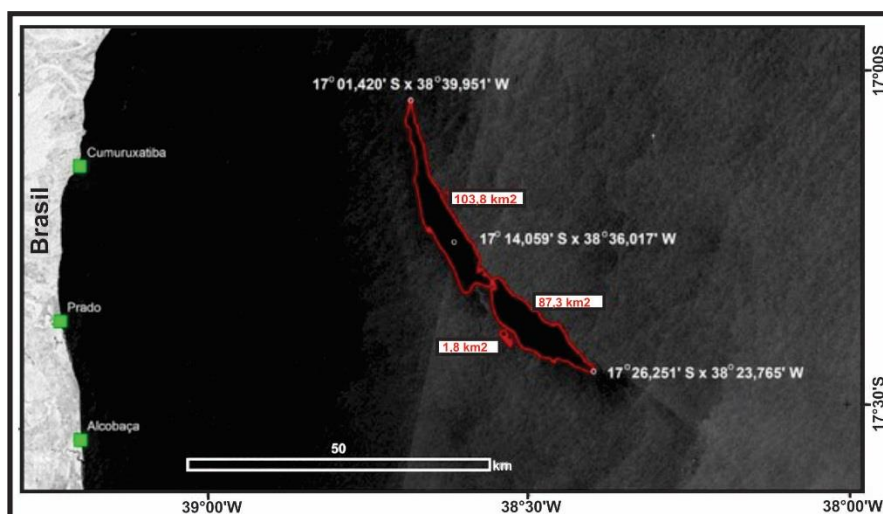 17° 01,420' S x 38° 39,951' W
17°00'S
Cumuruxatiba
Brasil
103,8 km2
17° 14,059' S x 38° 36,017' W
87,3 km2
Prado
1,8 km2
17° 26,251' S x 38° 23,765' W
17°30'S
Alcobaça
50
km
39°00'W
38°30'W
38°00'W